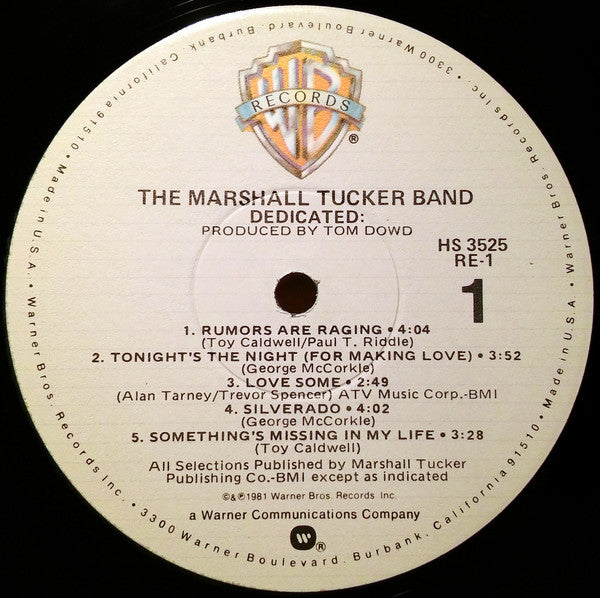 WB
RECORDS
®
THE MARSHALL TUCKER BAND
DEDICATED:
PRODUCED BY TOM DOWD
HS 3525
RE-1
1
1. RUMORS ARE RAGING • 4:04
(Toy Caldwell/Paul T. Riddle)
2. TONIGHT'S THE NIGHT (FOR MAKING LOVE) • 3:52
(George McCorkle)
3. LOVE SOME • 2:49
(Alan Tarney/Trevor Spencer) ATV Music Corp.-BMI
4. SILVERADO • 4:02
(George McCorkle)
5. SOMETHING'S MISSING IN MY LIFE • 3:28
(Toy Caldwell)
All Selections Published by Marshall Tucker
Publishing Co.-BMI except as indicated
©&℗1981 Warner Bros. Records Inc.
a Warner Communications Company
®
Warner Bros. Records Inc. • 3300 Warner Boulevard, Burbank, California 91510 • Made in U.S.A. • Warner Bros. Records Inc. • 3300 Warner Boulevard, Burbank, California 91510 • Made in U.S.A. •